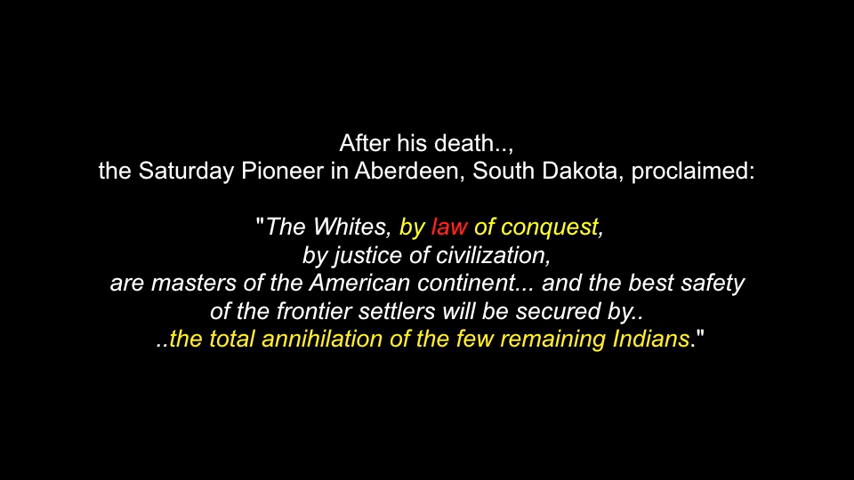 After his death..,
the Saturday Pioneer in Aberdeen, South Dakota, proclaimed:
"The Whites, by law of conquest,
by justice of civilization,
are masters of the American continent... and the best safety
of the frontier settlers will be secured by..
..the total annihilation of the few remaining Indians."